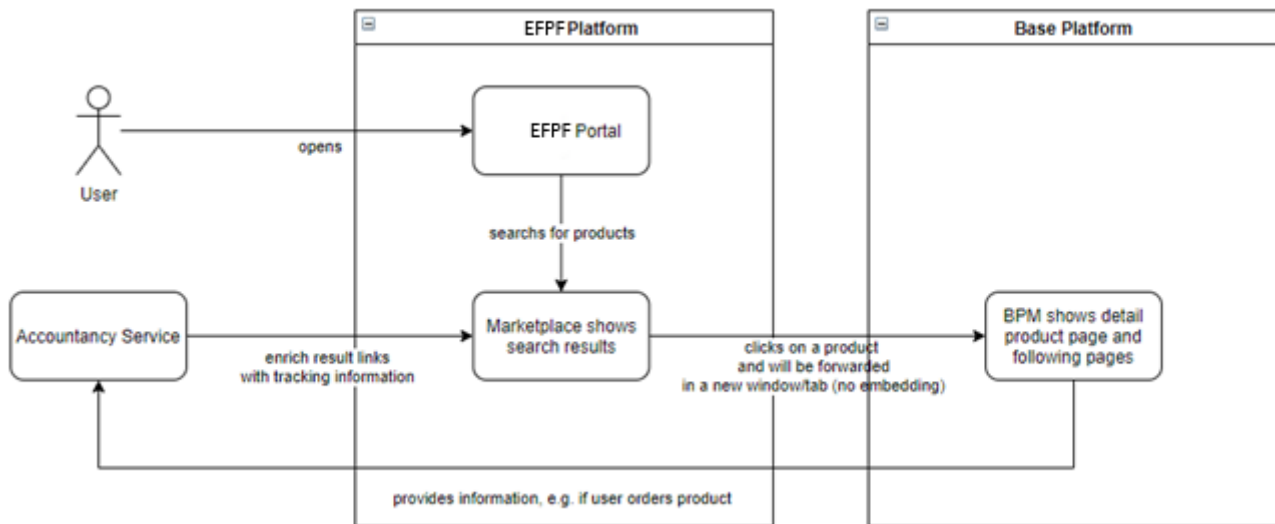 EFPF Platform
Base Platform
EFPF Portal
opens
User
searchs for products
Accountancy Service
Marketplace shows
search results
BPM shows detail
product page and
following pages
enrich result links
with tracking information
clicks on a product
and will be forwarded
in a new window/tab (no embedding)
provides information, e.g. if user orders product